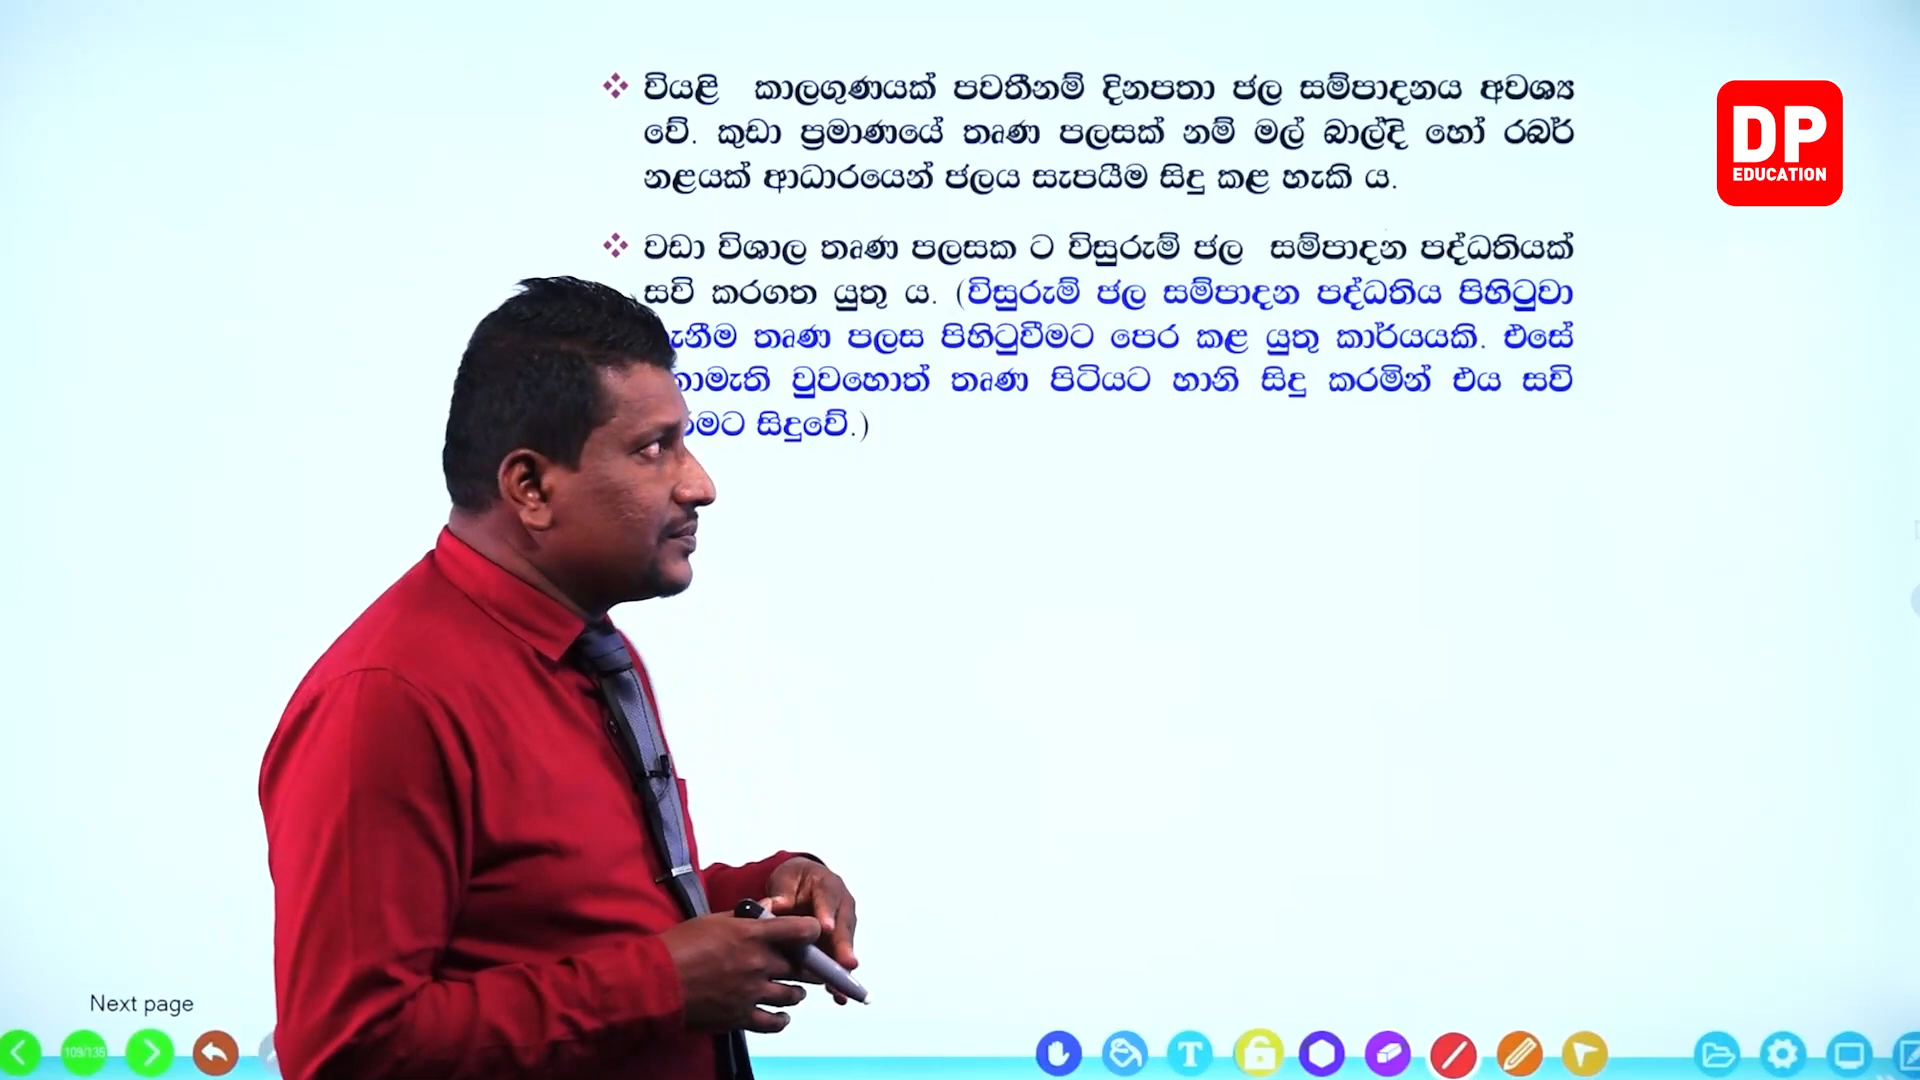 වියළි කාලගුණයක් පවතීනම් දිනපතා ජල සම්පාදනය අවශ්‍ය
වේ. කුඩා ප්‍රමාණයේ තෘණ පලසක් නම් මල් බාල්දි හෝ රබර්
නළයක් ආධාරයෙන් ජලය සැපයීම සිදු කළ හැකි ය.
වඩා විශාල තෘණ පලසක ට විසුරුම් ජල සම්පාදන පද්ධතියක්
සවි කරගත යුතු ය. (විසුරුම් ජල සම්පාදන පද්ධතිය පිහිටුවා
තෘණ පලස පිහිටුවීමට පෙර කළ යුතු කාර්යයකි. එසේ
වුවහොත් තෘණ පිටියට හානි සිදු කරමින් එය සවි
සිදුවේ.)
DP
EDUCATION
Next page
109/135